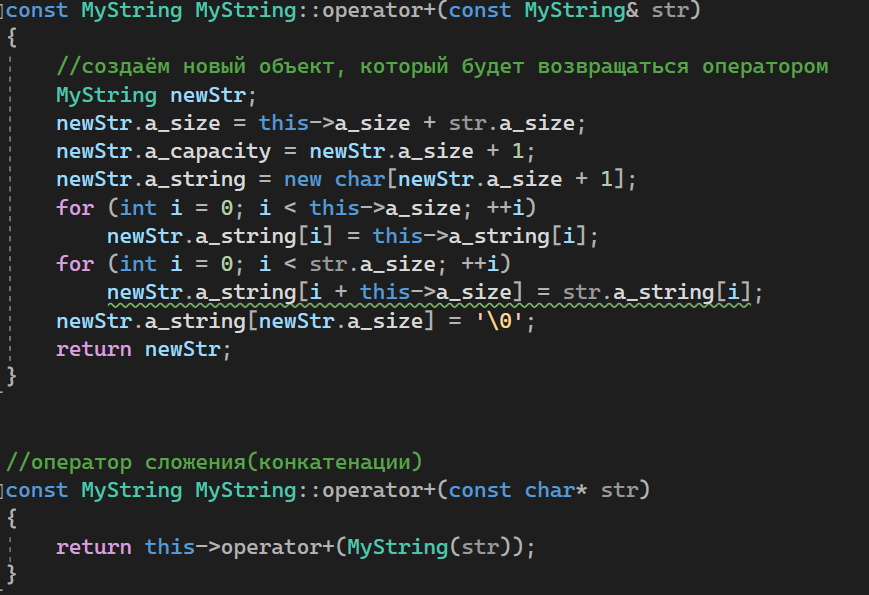 const MyString MyString::operator+(const MyString& str)
{
    //создаём новый объект, который будет возвращаться оператором
    MyString newStr;
    newStr.a_size = this->a_size + str.a_size;
    newStr.a_capacity = newStr.a_size + 1;
    newStr.a_string = new char[newStr.a_size + 1];
    for (int i = 0; i < this->a_size; ++i)
        newStr.a_string[i] = this->a_string[i];
    for (int i = 0; i < str.a_size; ++i)
        newStr.a_string[i + this->a_size] = str.a_string[i];
    newStr.a_string[newStr.a_size] = '\0';
    return newStr;
}
//оператор сложения(конкатенации)
const MyString MyString::operator+(const char* str)
{
    return this->operator+(MyString(str));
}